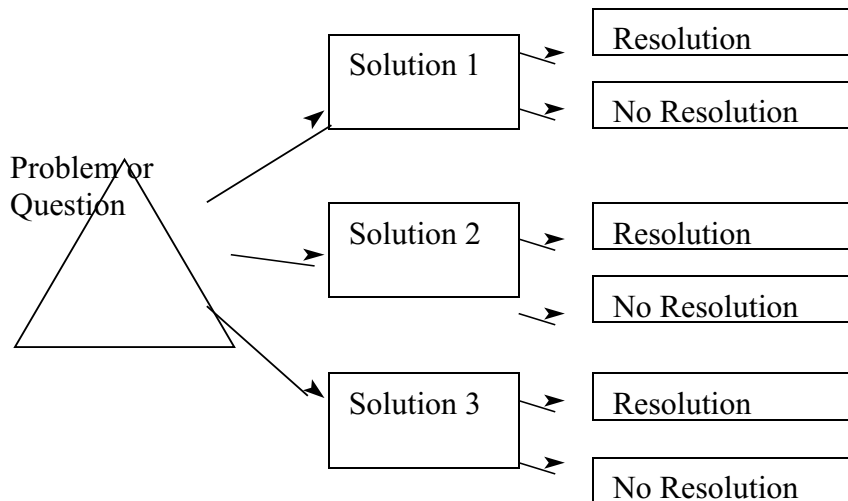 Problem or
Question
Solution 1
Resolution
No Resolution
Solution 2
Resolution
No Resolution
Solution 3
Resolution
No Resolution